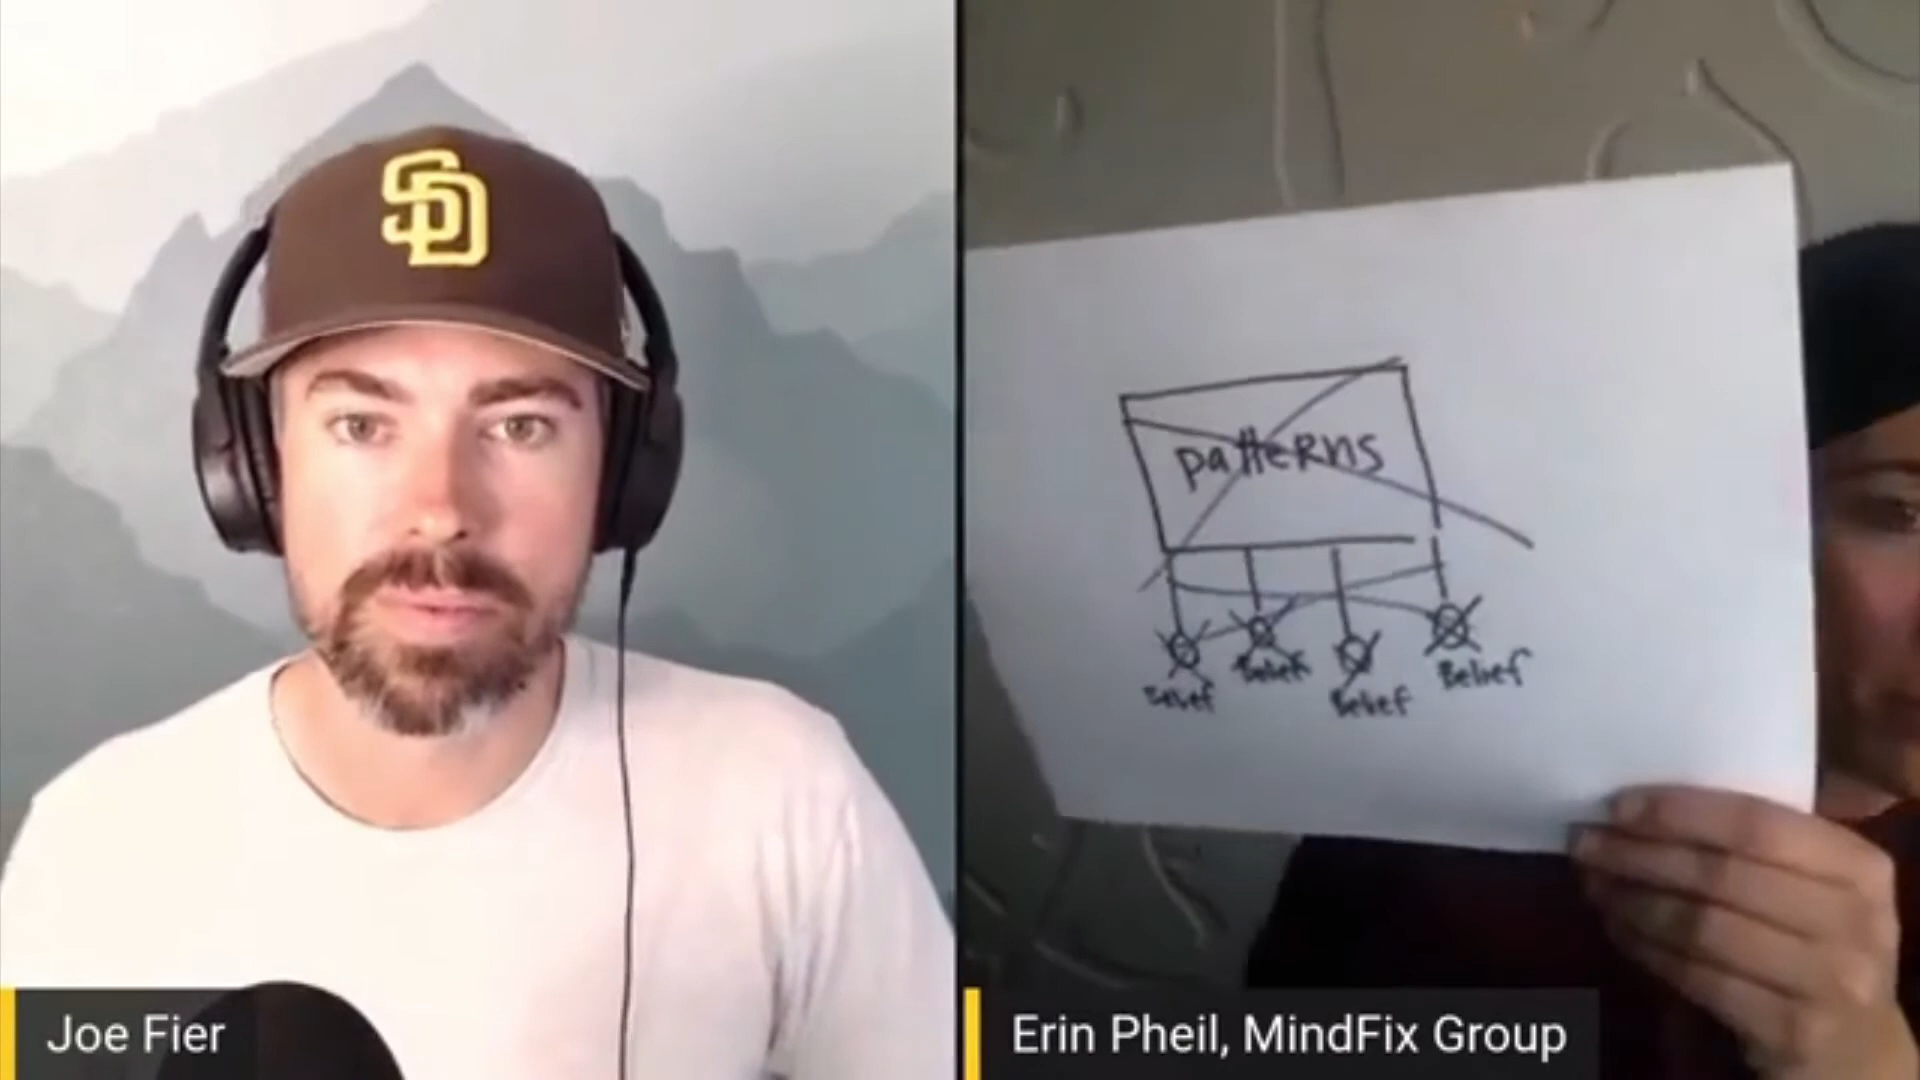 SD
patterns
Belief
Belief
Belief
Belief
Joe Fier
Erin Pheil, MindFix Group